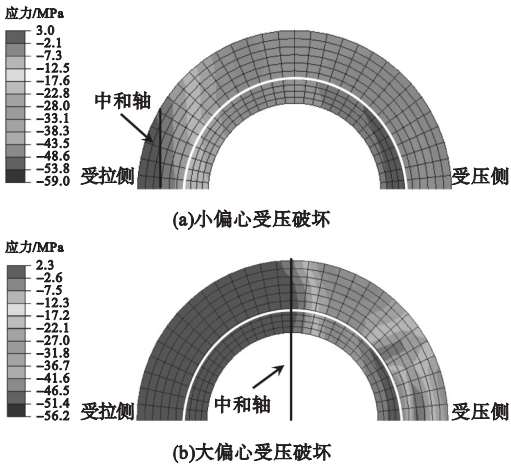 应力/MPa
3.0
−2.1
−7.3
−12.5
−17.6
−22.8
−28.0
−33.1
−38.3
−43.5
−48.6
−53.8
−59.0
中和轴
受拉侧
受压侧
(a)小偏心受压破坏
应力/MPa
2.3
−2.6
−7.5
−12.3
−17.2
−22.1
−27.0
−31.8
−36.7
−41.6
−46.5
−51.4
−56.2
中和轴
受拉侧
受压侧
(b)大偏心受压破坏